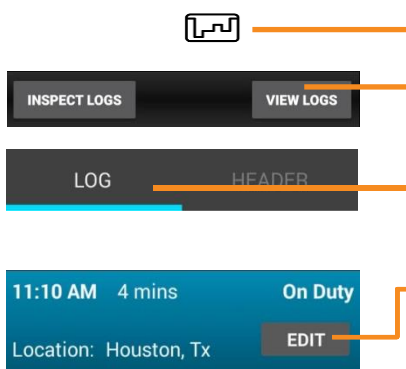 INSPECT LOGS VIEW LOGS
LOG HEADER
11:10 AM 4 mins On Duty
Location: Houston, Tx EDIT